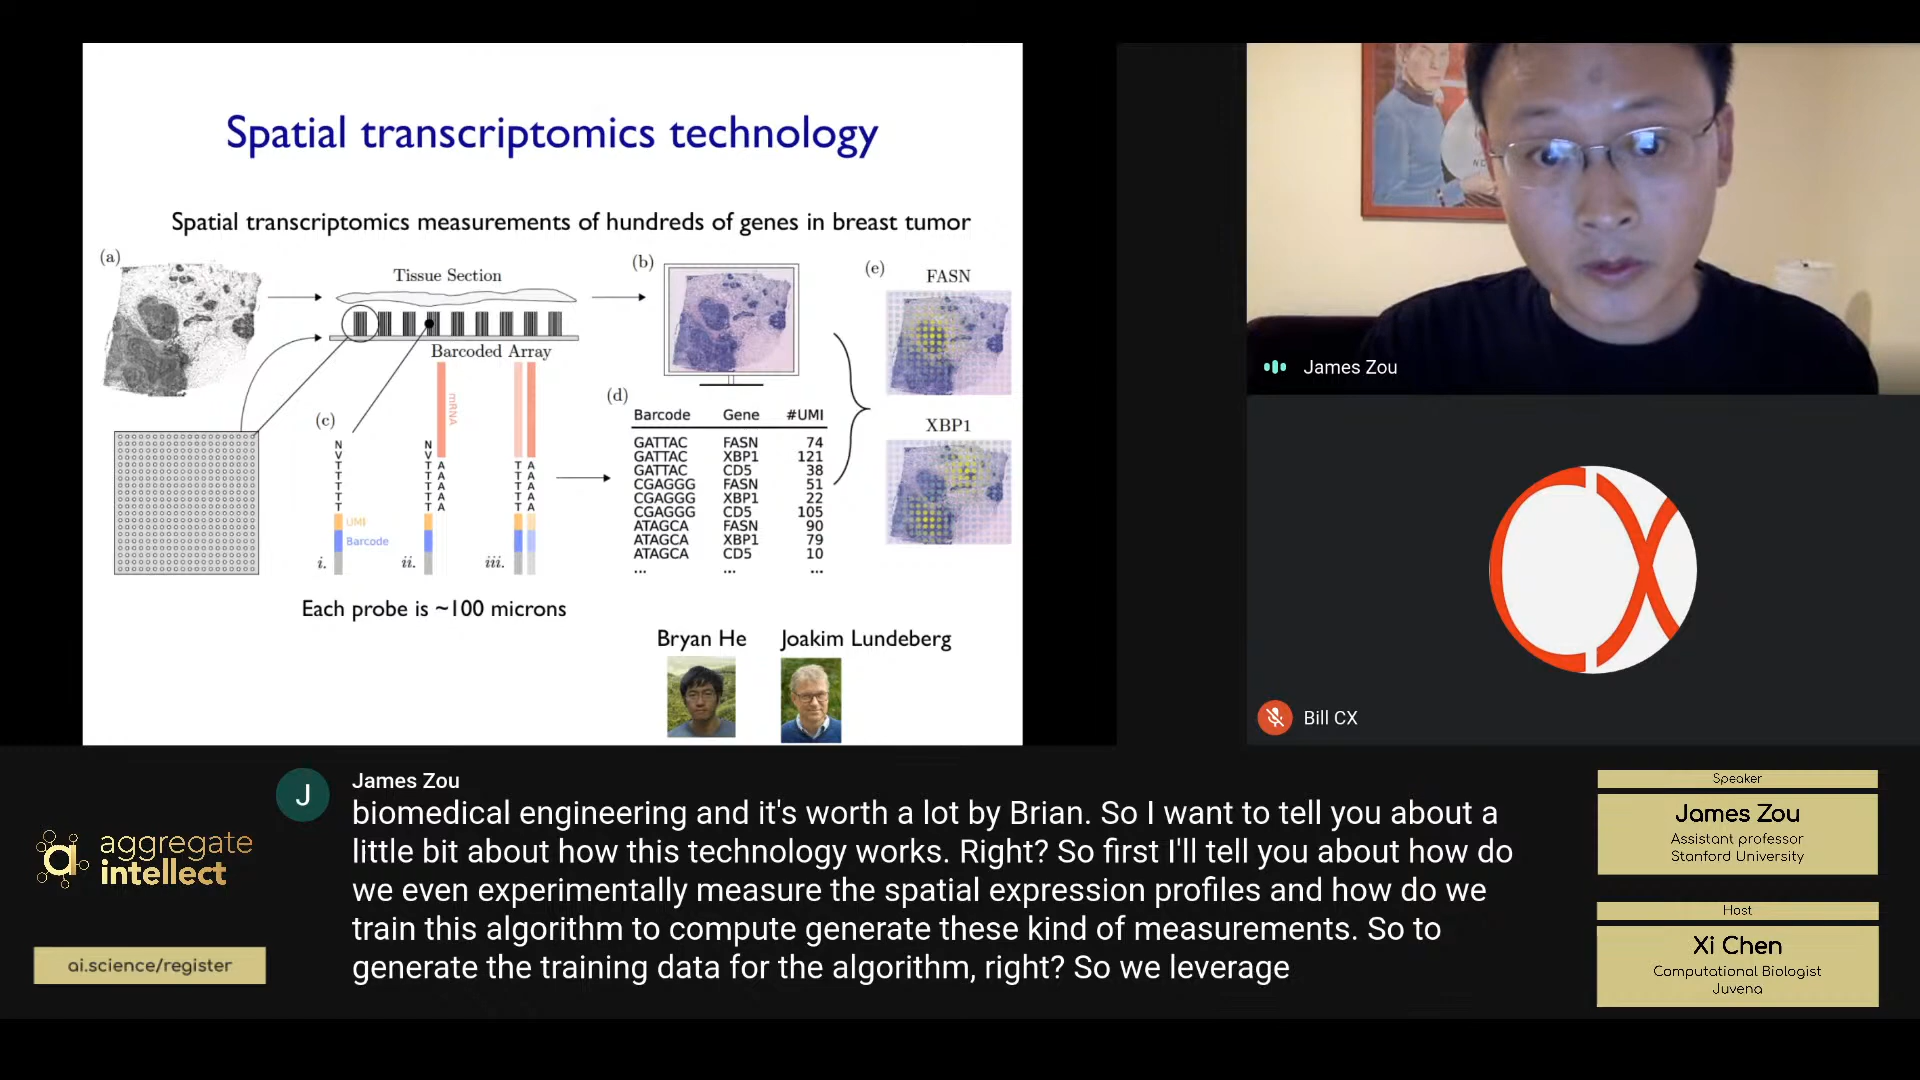 Spatial transcriptomics technology
Spatial transcriptomics measurements of hundreds of genes in breast tumor
(a)
Tissue Section
Barcoded Array
(b)
(e)
FASN
XBP1
(c)
mRNA
N N
V V
T T A T A
T T A T A
T T A T A
T T A T A
T T A A
UMI
Barcode
i. ii. iii.
(d)
Barcode Gene #UMI
GATTAC FASN 74
GATTAC XBP1 121
GATTAC CD5 38
CGAGGG FASN 51
CGAGGG XBP1 22
CGAGGG CD5 105
ATAGCA FASN 90
ATAGCA XBP1 79
ATAGCA CD5 10
... ... ...
Each probe is ~100 microns
Bryan He Joakim Lundeberg
James Zou
CX
Bill CX
J
James Zou
biomedical engineering and it's worth a lot by Brian. So I want to tell you about a
little bit about how this technology works. Right? So first I'll tell you about how do
we even experimentally measure the spatial expression profiles and how do we
train this algorithm to compute generate these kind of measurements. So to
generate the training data for the algorithm, right? So we leverage
a aggregate
intellect
ai.science/register
Speaker
James Zou
Assistant professor
Stanford University
Host
Xi Chen
Computational Biologist
Juvena